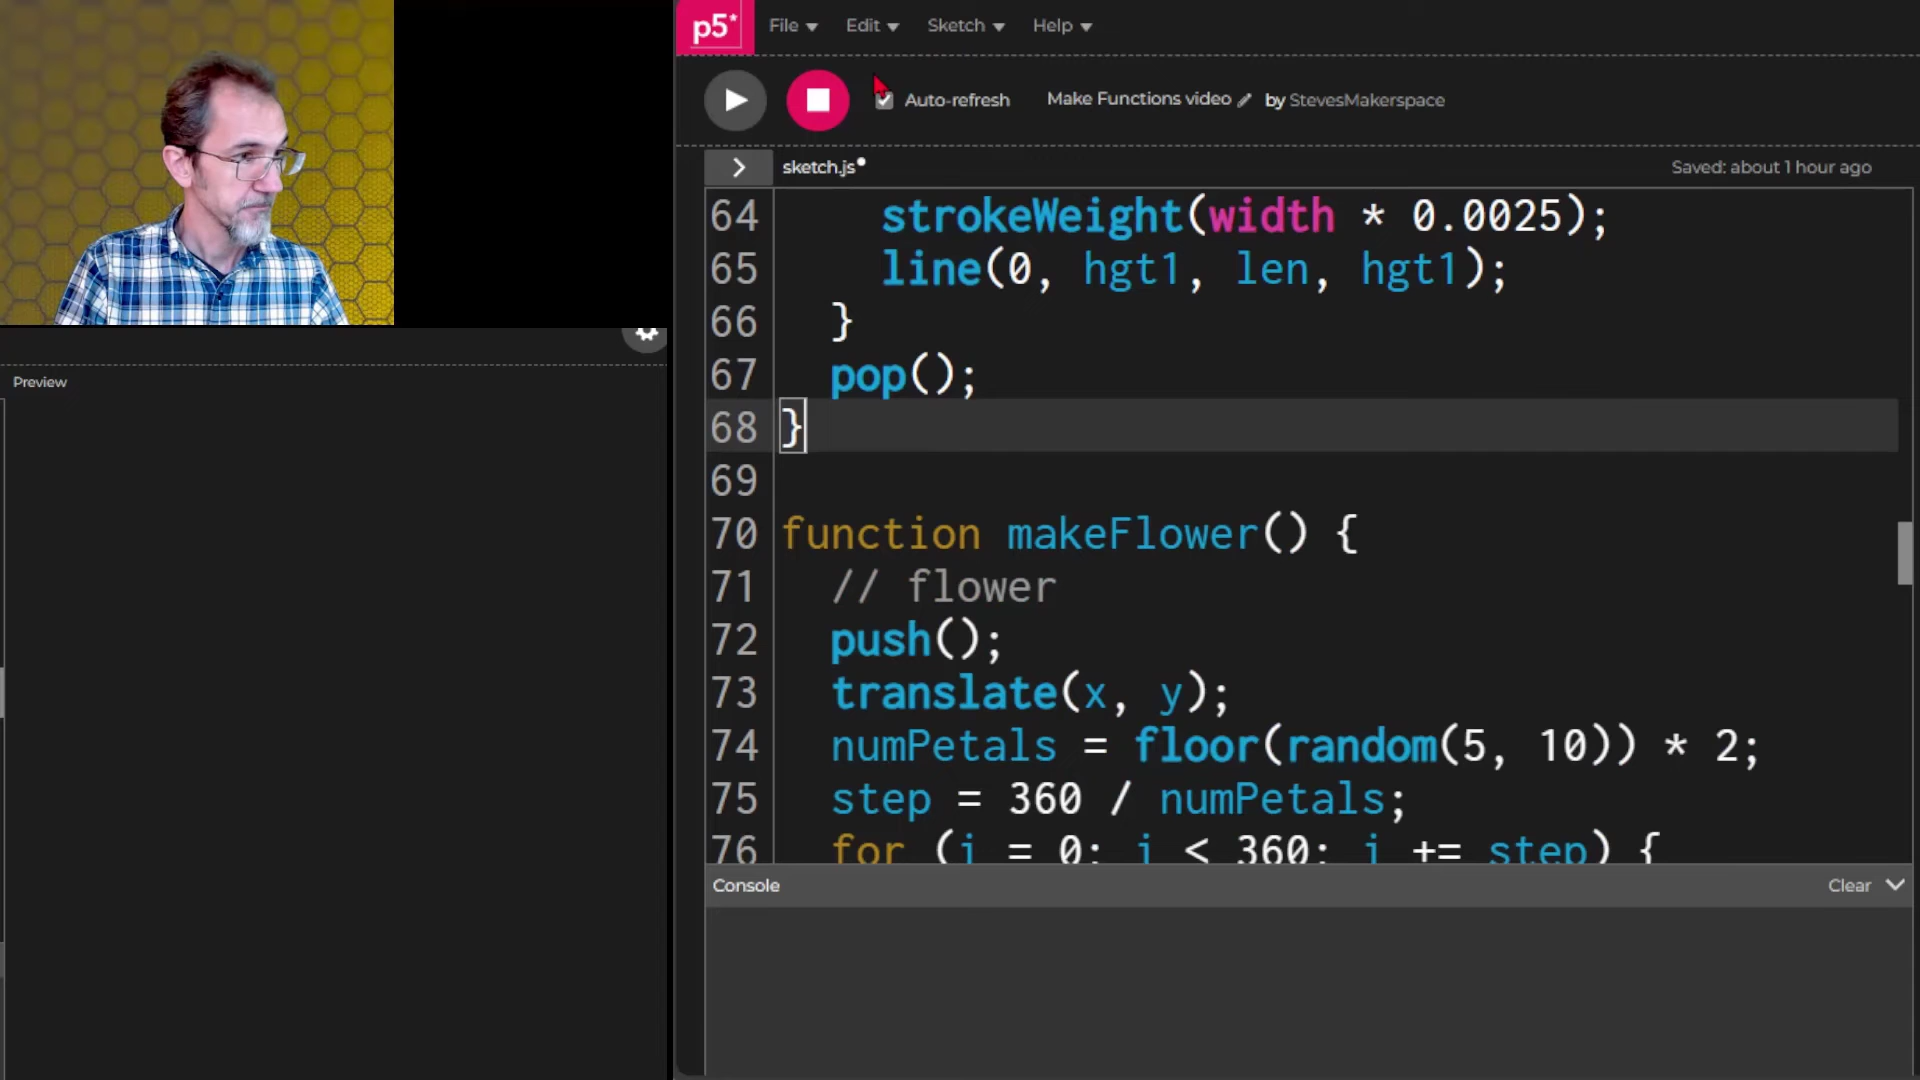 p5*
File Edit Sketch Help
Auto-refresh Make Functions video by StevesMakerspace
sketch.js Saved: about 1 hour ago
Preview
64 strokeWeight(width * 0.0025);
65 line(0, hgt1, len, hgt1);
66 }
67 pop();
68 }
69
70 function makeFlower() {
71 // flower
72 push();
73 translate(x, y);
74 numPetals = floor(random(5, 10)) * 2;
75 step = 360 / numPetals;
76 for (i = 0; i < 360; i += step) {
Console Clear